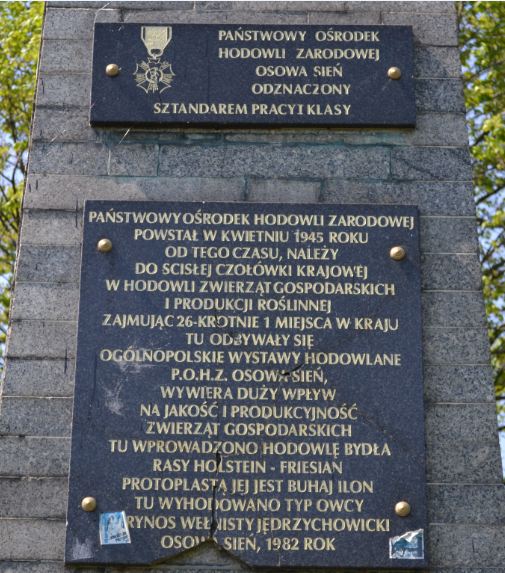 PAŃSTWOWY OŚRODEK
HODOWLI ZARODOWEJ
OSOWA SIEŃ
ODZNACZONY
SZTANDAREM PRACY I KLASY
PAŃSTWOWY OŚRODEK HODOWLI ZARODOWEJ
POWSTAŁ W KWIETNIU 1945 ROKU
OD TEGO CZASU, NALEŻY
DO ŚCISŁEJ CZOŁÓWKI KRAJOWEJ
W HODOWLI ZWIERZĄT GOSPODARSKICH
I PRODUKCJI ROŚLINNEJ
ZAJMUJĄC 26-KROTNIE 1 MIEJSCA W KRAJU
TU ODBYWAŁY SIĘ
OGÓLNOPOLSKIE WYSTAWY HODOWLANE
P.O.H.Z. OSOWA SIEŃ,
WYWIERA DUŻY WPŁYW
NA JAKOŚĆ I PRODUKCYJNOŚĆ
ZWIERZĄT GOSPODARSKICH
TU WPROWADZONO HODOWLĘ BYDŁA
RASY HOLSTEIN - FRIESIAN
PROTOPLASTĄ JEJ JEST BUHAJ ILON
TU WYHODOWANO TYP OWCY
RYNOS WEŁNISTY JĘDRZYCHOWICKI
OSOWA SIEŃ, 1982 ROK